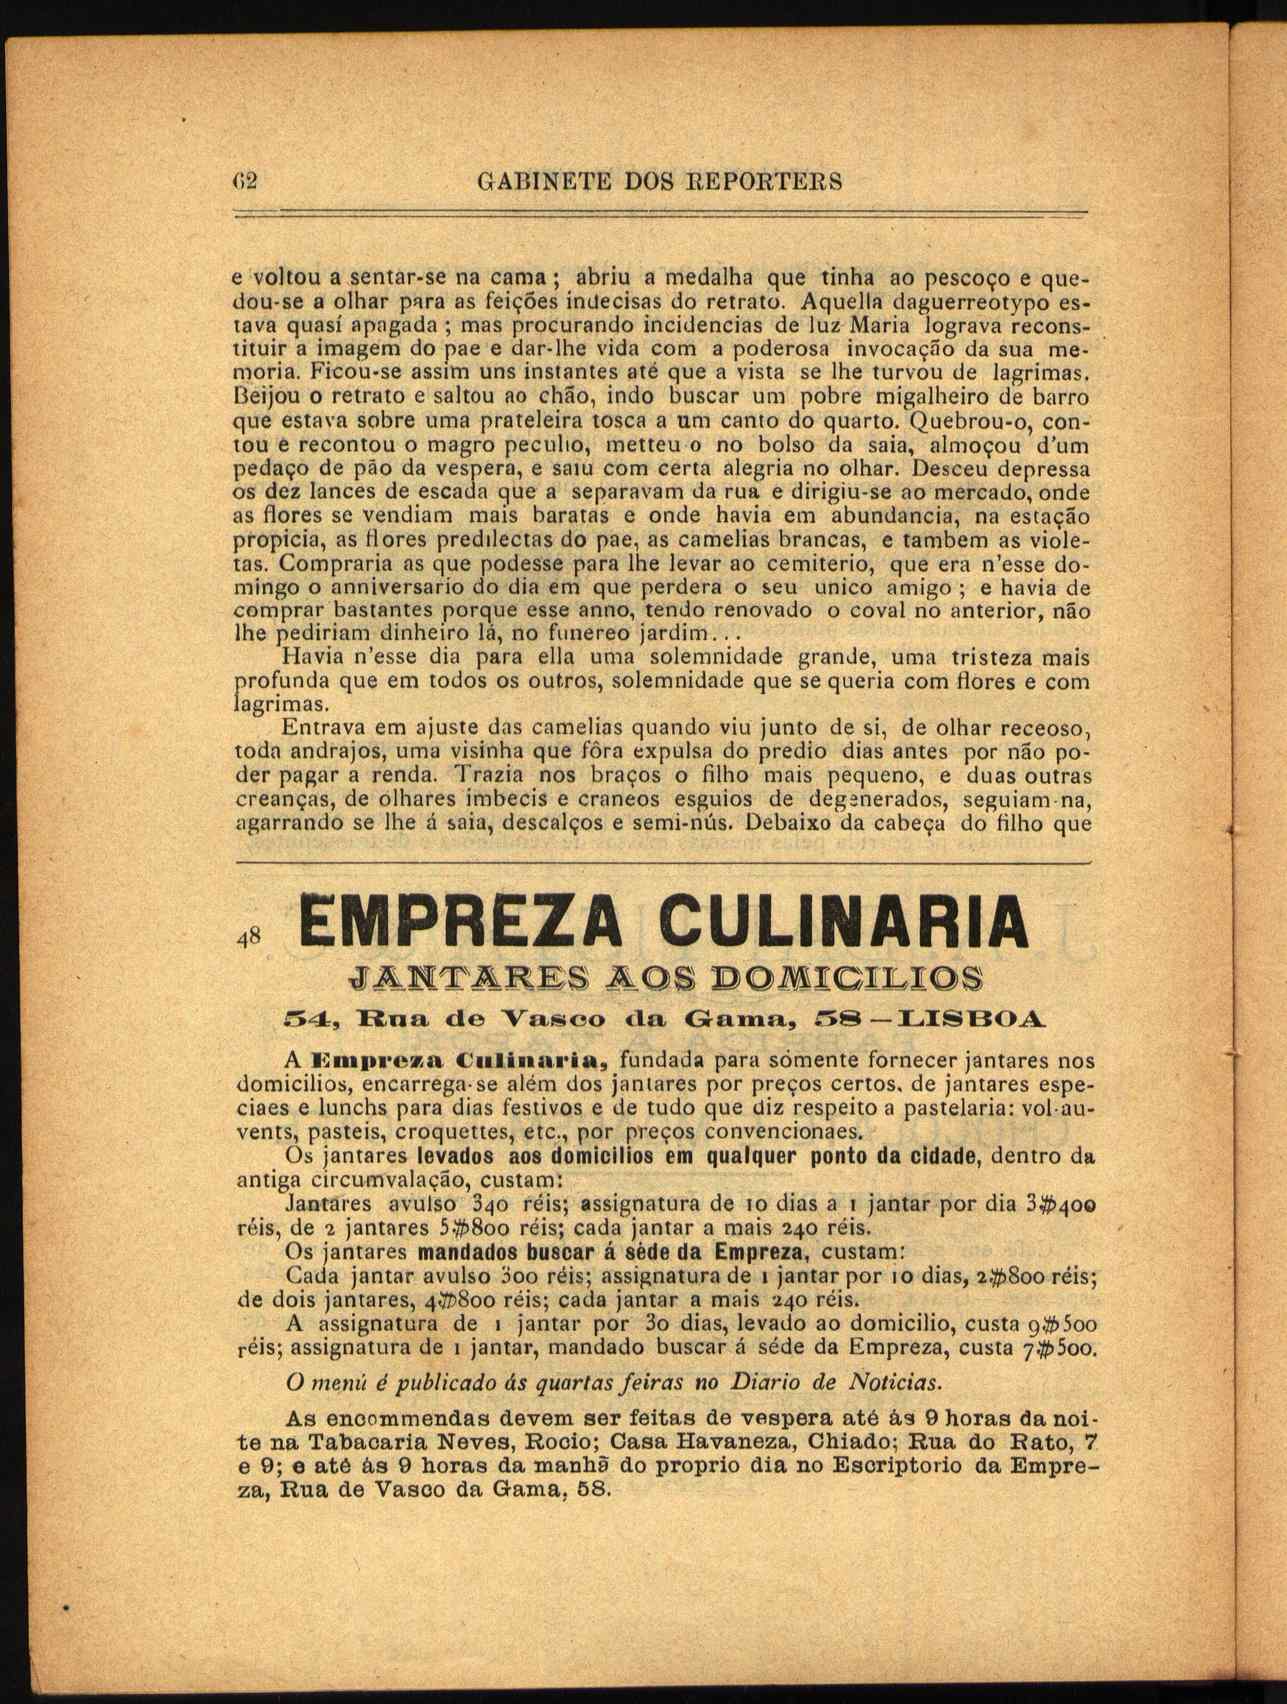 62 GABINETE DOS REPORTERS
e voltou a sentar-se na cama ; abriu a medalha que tinha ao pescoço e que-
dou-se a olhar para as feições indecisas do retrato. Aquella daguerreotypo es-
tava quasí apagada ; mas procurando incidencias de luz Maria lograva recons-
tituir a imagem do pae e dar-lhe vida com a poderosa invocação da sua me-
moria. Ficou-se assim uns instantes até que a vista se lhe turvou de lagrimas.
Beijou o retrato e saltou ao chão, indo buscar um pobre migalheiro de barro
que estava sobre uma prateleira tosca a um canto do quarto. Quebrou-o, con-
tou e recontou o magro peculio, metteu o no bolso da saia, almoçou d'um
pedaço de pão da vespera, e saiu com certa alegria no olhar. Desceu depressa
os dez lances de escada que a separavam da rua e dirigiu-se ao mercado, onde
as flores se vendiam mais baratas e onde havia em abundancia, na estação
propicia, as flores predilectas do pae, as camelias brancas, e tambem as viole-
tas. Compraria as que podesse para lhe levar ao cemiterio, que era n'esse do-
mingo o anniversario do dia em que perdera o seu unico amigo ; e havia de
comprar bastantes porque esse anno, tendo renovado o coval no anterior, não
lhe pediriam dinheiro lá, no funereo jardim...
Havia n'esse dia para ella uma solemnidade grande, uma tristeza mais
profunda que em todos os outros, solemnidade que se queria com flores e com
lagrimas.
Entrava em ajuste das camelias quando viu junto de si, de olhar receoso,
toda andrajos, uma visinha que fôra expulsa do predio dias antes por não po-
der pagar a renda. Trazia nos braços o filho mais pequeno, e duas outras
creanças, de olhares imbecis e craneos esguios de degenerados, seguiam-na,
agarrando se lhe á saia, descalços e semi-nús. Debaixo da cabeça do filho que
48 EMPREZA CULINARIA
JANTARES AOS DOMICILIOS
54, Rua de Vasco da Gama, 58 — LISBOA
A Empreza Culinaria, fundada para sómente fornecer jantares nos
domicilios, encarrega-se além dos jantares por preços certos, de jantares espe-
ciaes e lunchs para dias festivos e de tudo que diz respeito a pastelaria: vol-au-
vents, pasteis, croquettes, etc., por preços convencionaes.
Os jantares levados aos domicilios em qualquer ponto da cidade, dentro da
antiga circumvalação, custam:
Jantares avulso 340 réis; assignatura de 10 dias a 1 jantar por dia 3$400
réis, de 2 jantares 5$800 réis; cada jantar a mais 240 réis.
Os jantares mandados buscar á séde da Empreza, custam:
Cada jantar avulso 300 réis; assignatura de 1 jantar por 10 dias, 2$800 réis;
de dois jantares, 4$800 réis; cada jantar a mais 240 réis.
A assignatura de 1 jantar por 30 dias, levado ao domicilio, custa 9$500
réis; assignatura de 1 jantar, mandado buscar á séde da Empreza, custa 7$500.
O menú é publicado ás quartas feiras no Diario de Noticias.
As encommendas devem ser feitas de vespera até ás 9 horas da noi-
te na Tabacaria Neves, Rocio; Casa Havaneza, Chiado; Rua do Rato, 7
e 9; e até ás 9 horas da manhã do proprio dia no Escriptorio da Empre-
za, Rua de Vasco da Gama, 58.